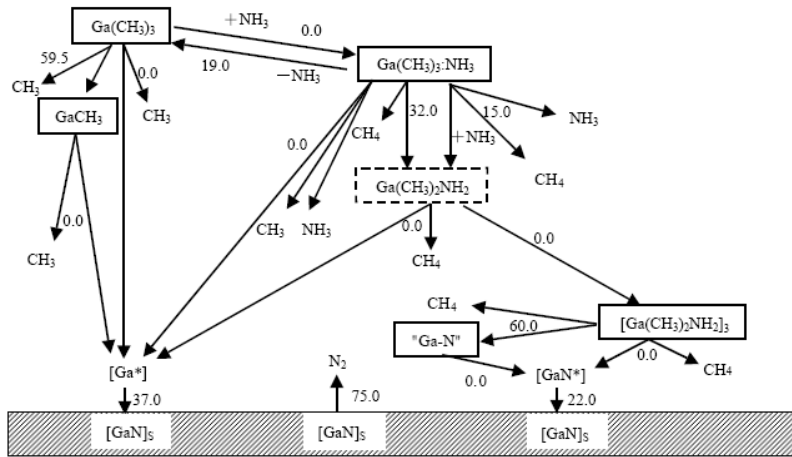 Ga(CH₃)₃
+NH₃
0.0
Ga(CH₃)₃:NH₃
19.0
−NH₃
59.5
0.0
CH₃
CH₃
GaCH₃
0.0
CH₃
0.0
CH₃
NH₃
CH₄
32.0
+NH₃
15.0
NH₃
CH₄
Ga(CH₃)₂NH₂
0.0
CH₄
0.0
CH₄
60.0
[Ga(CH₃)₂NH₂]₃
"Ga-N"
0.0
0.0
CH₄
[Ga*]
N₂
[GaN*]
37.0
75.0
22.0
[GaN]S
[GaN]S
[GaN]S